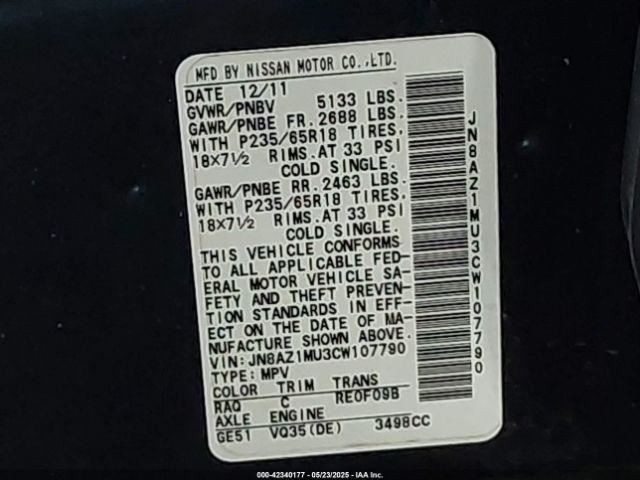 MFD BY NISSAN MOTOR CO.,LTD.
DATE 12/11
GVWR/PNBV 5133 LBS.
GAWR/PNBE FR. 2688 LBS.
WITH P235/65R18 TIRES,
18X7½ RIMS.AT 33 PSI
COLD SINGLE.
GAWR/PNBE RR. 2463 LBS.
WITH P235/65R18 TIRES,
18X7½ RIMS.AT 33 PSI
COLD SINGLE.
THIS VEHICLE CONFORMS
TO ALL APPLICABLE FED-
ERAL MOTOR VEHICLE SA-
FETY AND THEFT PREVEN-
TION STANDARDS IN EFF-
ECT ON THE DATE OF MA-
NUFACTURE SHOWN ABOVE.
VIN:JN8AZ1MU3CW107790
TYPE:MPV
COLOR TRIM TRANS
RAQ C RE0F09B
AXLE ENGINE
GE51 VQ35(DE) 3498CC
JN8AZ1MU3CW107790
000-42340177 - 05/23/2025 - IAAI Inc.